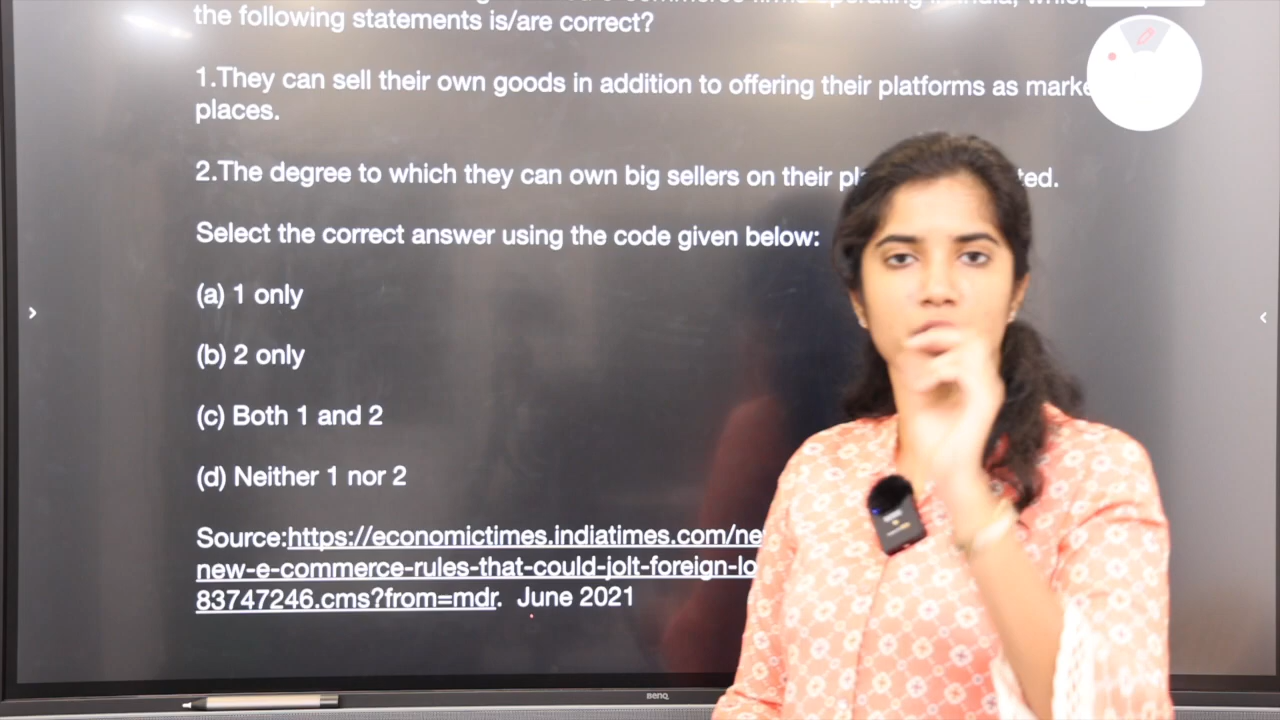 the following statements is/are correct?
1.They can sell their own goods in addition to offering their platforms as
places.
2.The degree to which they can own big sellers on their
Select the correct answer using the code given below:
(a) 1 only
(b) 2 only
(c) Both 1 and 2
(d) Neither 1 nor 2
Source:https://economictimes.indiatimes.com/
new-e-commerce-rules-that-could-jolt-foreign-
83747246.cms?from=mdr. June 2021
BenQ